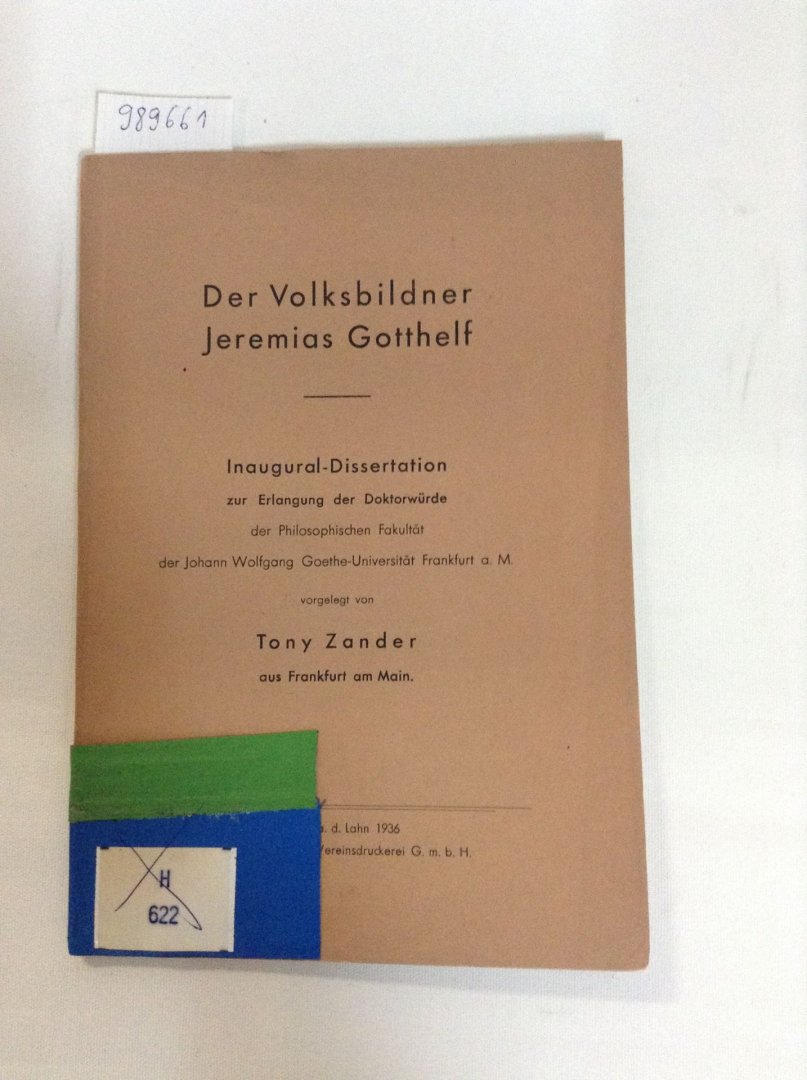 989661
Der Volksbildner
Jeremias Gotthelf
Inaugural-Dissertation
zur Erlangung der Doktorwürde
der Philosophischen Fakultät
der Johann Wolfgang Goethe-Universität Frankfurt a. M.
vorgelegt von
Tony Zander
aus Frankfurt am Main.
d. Lahn 1936
Vereinsdruckerei G. m. b. H.
H
622